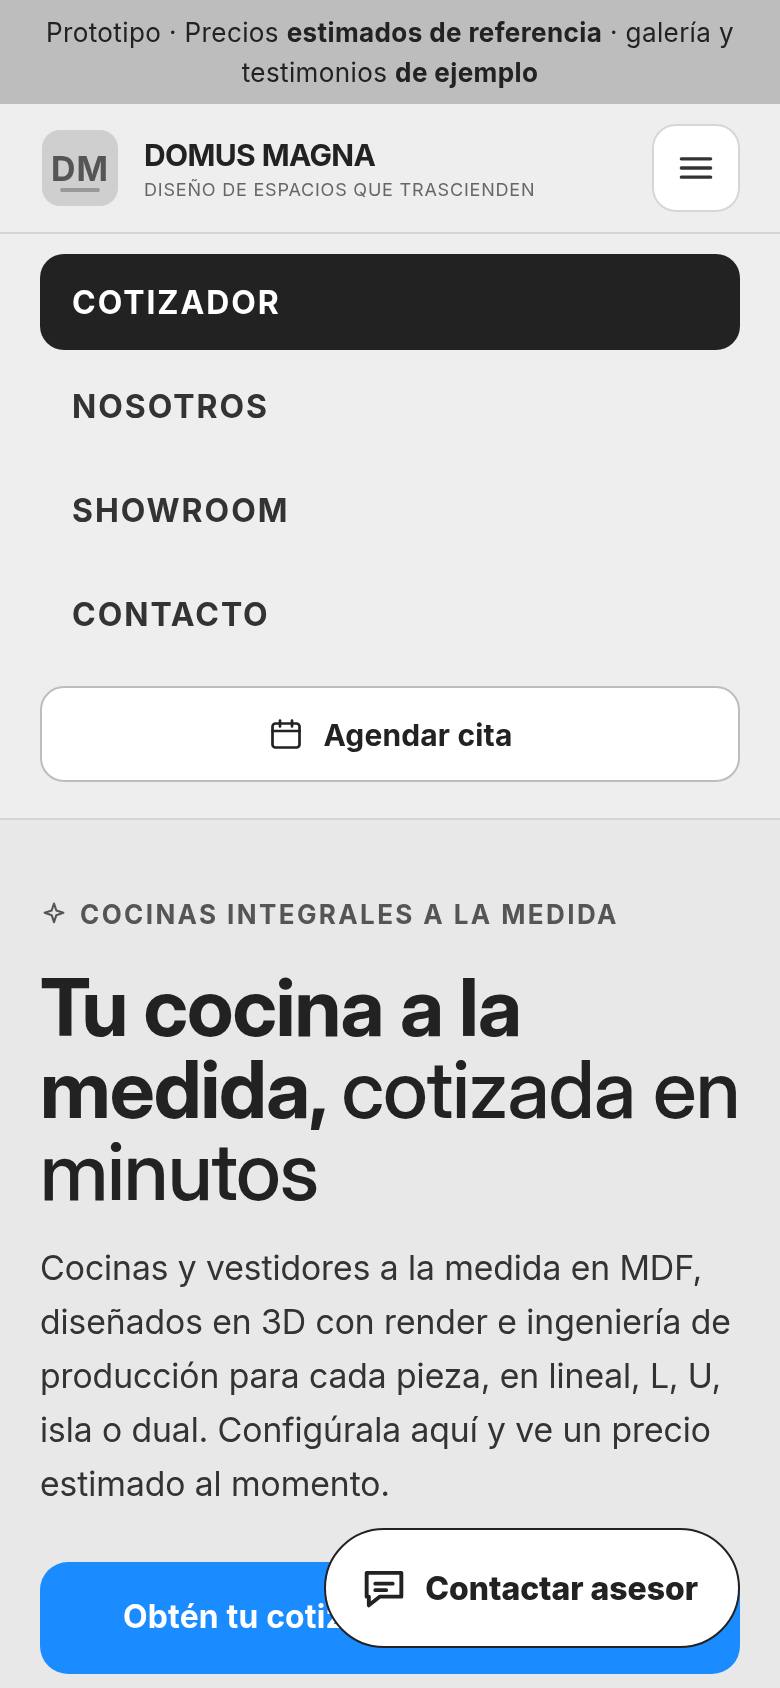 Prototipo · Precios estimados de referencia · galería y
testimonios de ejemplo
DM
DOMUS MAGNA
DISEÑO DE ESPACIOS QUE TRASCIENDEN
COTIZADOR
NOSOTROS
SHOWROOM
CONTACTO
Agendar cita
COCINAS INTEGRALES A LA MEDIDA
Tu cocina a la
medida, cotizada en
minutos
Cocinas y vestidores a la medida en MDF,
diseñados en 3D con render e ingeniería de
producción para cada pieza, en lineal, L, U,
isla o dual. Configúrala aquí y ve un precio
estimado al momento.
Obtén tu
Contactar asesor